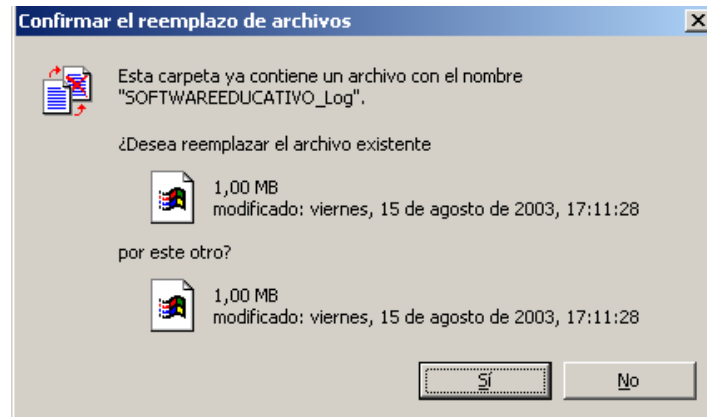 Confirmar el reemplazo de archivos
Esta carpeta ya contiene un archivo con el nombre
"SOFTWAREEDUCATIVO_Log".
¿Desea reemplazar el archivo existente
1,00 MB
modificado: viernes, 15 de agosto de 2003, 17:11:28
por este otro?
1,00 MB
modificado: viernes, 15 de agosto de 2003, 17:11:28
Sí
No